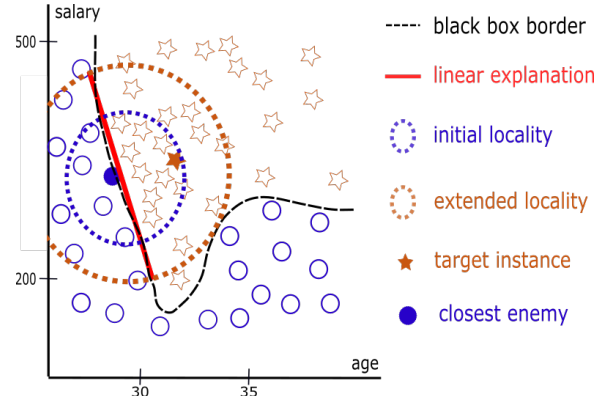 salary
500
200
age
30
35
black box border
linear explanation
initial locality
extended locality
target instance
closest enemy